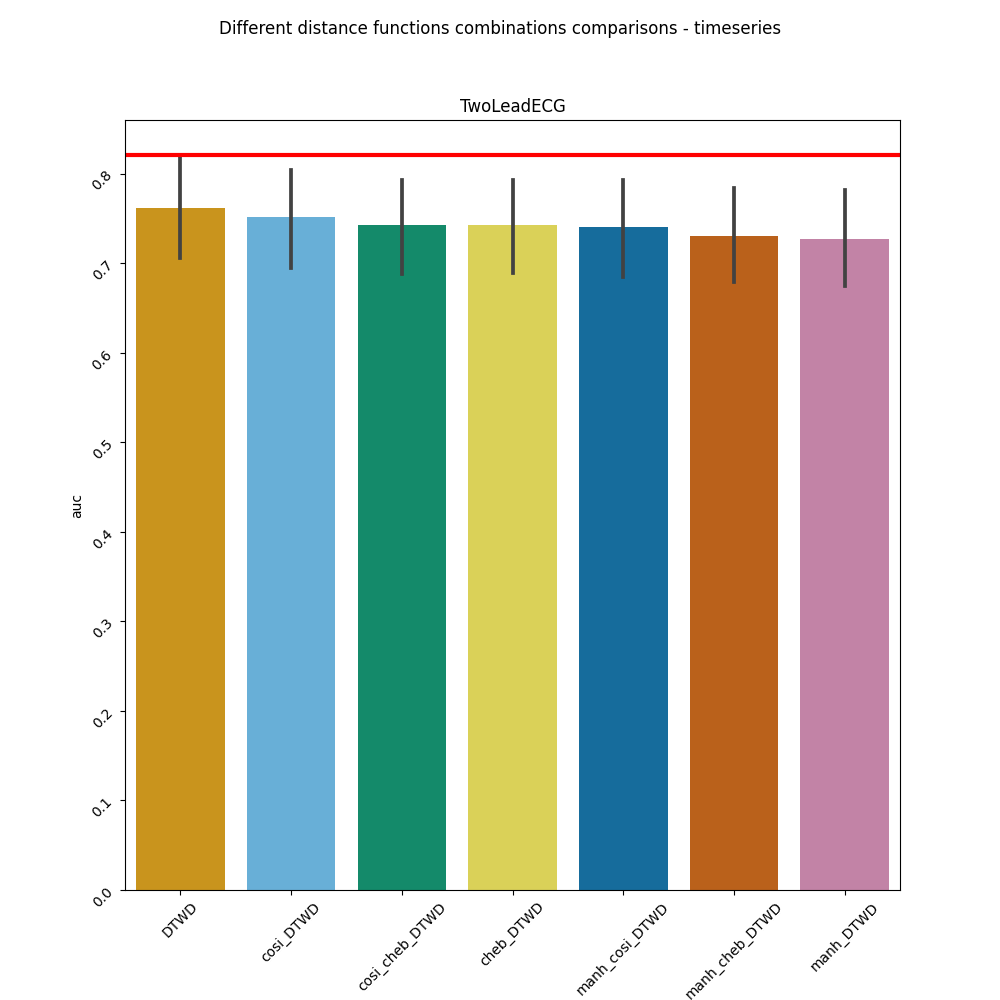 Different distance functions combinations comparisons - timeseries
TwoLeadECG
0.8
0.7
0.6
0.5
0.4
0.3
0.2
0.1
0.0
auc
DTWD
cosi_DTWD
cosi_cheb_DTWD
cheb_DTWD
manh_cosi_DTWD
manh_cheb_DTWD
manh_DTWD